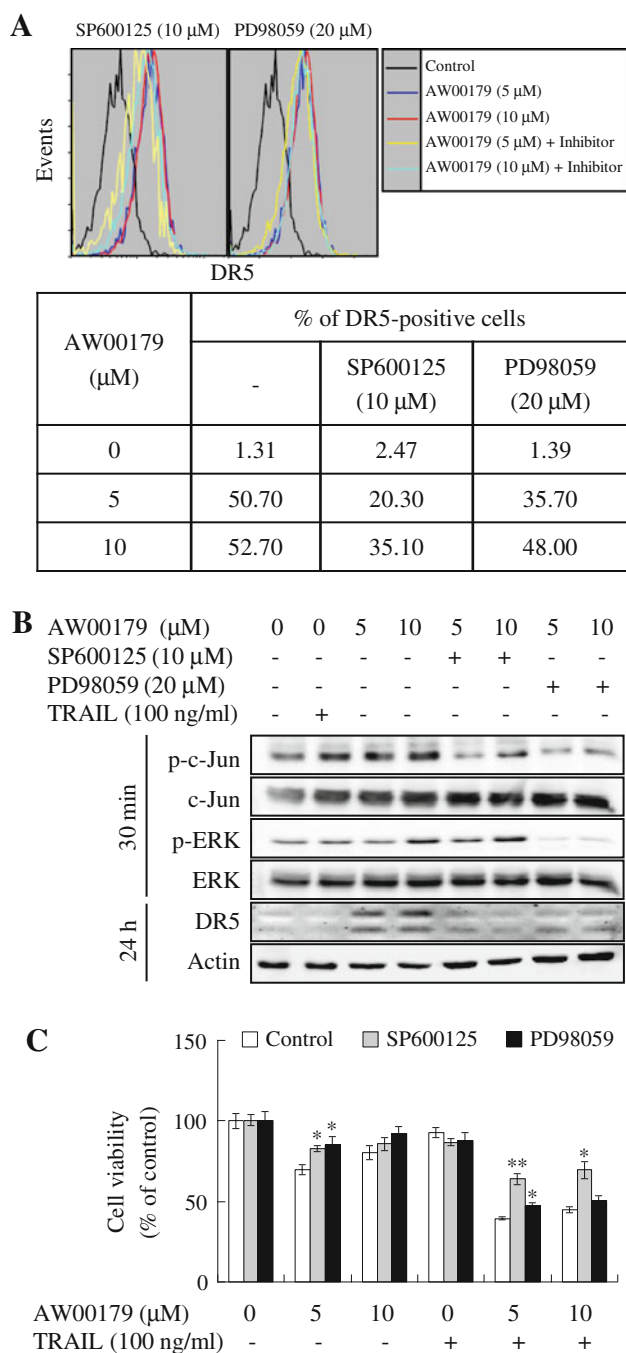 A
SP600125 (10 µM) PD98059 (20 µM)
Control
AW00179 (5 µM)
AW00179 (10 µM)
AW00179 (5 µM) + Inhibitor
AW00179 (10 µM) + Inhibitor
Events
DR5
AW00179 (µM) % of DR5-positive cells
- SP600125 (10 µM) PD98059 (20 µM)
0 1.31 2.47 1.39
5 50.70 20.30 35.70
10 52.70 35.10 48.00
B
AW00179 (µM) 0 0 5 10 5 10 5 10
SP600125 (10 µM) - - - - + + - -
PD98059 (20 µM) - - - - - - + +
TRAIL (100 ng/ml) - + - - - - - -
30 min
p-c-Jun
c-Jun
p-ERK
ERK
24 h
DR5
Actin
C
Control SP600125 PD98059
Cell viability
(% of control)
150
100
50
0
* *
** *
*
AW00179 (µM) 0 5 10 0 5 10
TRAIL (100 ng/ml) - - - + + +